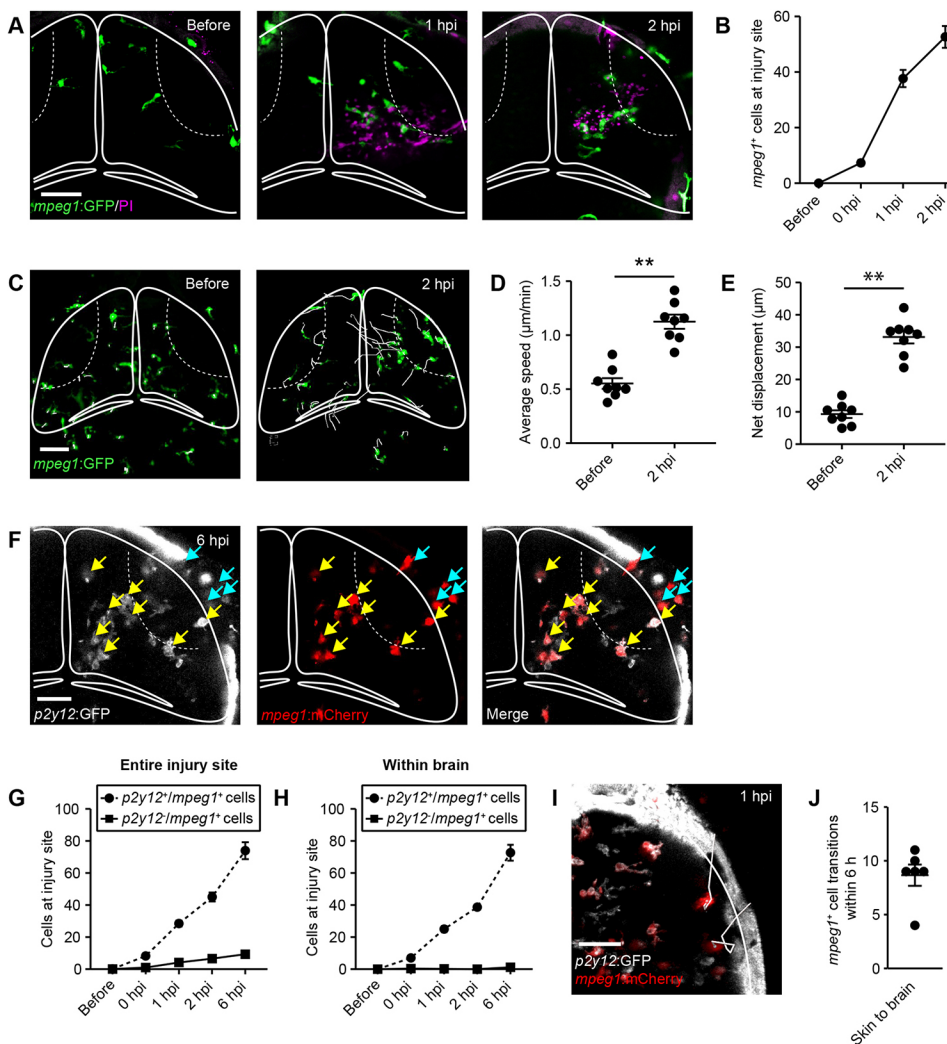 A
Before
mpeg1:GFP/PI
1 hpi
2 hpi
B
mpeg1⁺ cells at injury site
60
40
20
0
Before
0 hpi
1 hpi
2 hpi
C
Before
mpeg1:GFP
2 hpi
D
**
Average speed (µm/min)
1.5
1.0
0.5
0.0
Before
2 hpi
E
**
Net displacement (µm)
50
40
30
20
10
0
Before
2 hpi
F
6 hpi
p2y12:GFP
mpeg1:mCherry
Merge
G
Entire injury site
p2y12⁺/mpeg1⁺ cells
p2y12⁻/mpeg1⁺ cells
Cells at injury site
100
80
60
40
20
0
Before
0 hpi
1 hpi
2 hpi
6 hpi
H
Within brain
p2y12⁺/mpeg1⁺ cells
p2y12⁻/mpeg1⁺ cells
Cells at injury site
100
80
60
40
20
0
Before
0 hpi
1 hpi
2 hpi
6 hpi
I
1 hpi
p2y12:GFP
mpeg1:mCherry
J
mpeg1⁺ cell transitions
within 6 h
15
10
5
0
Skin to brain